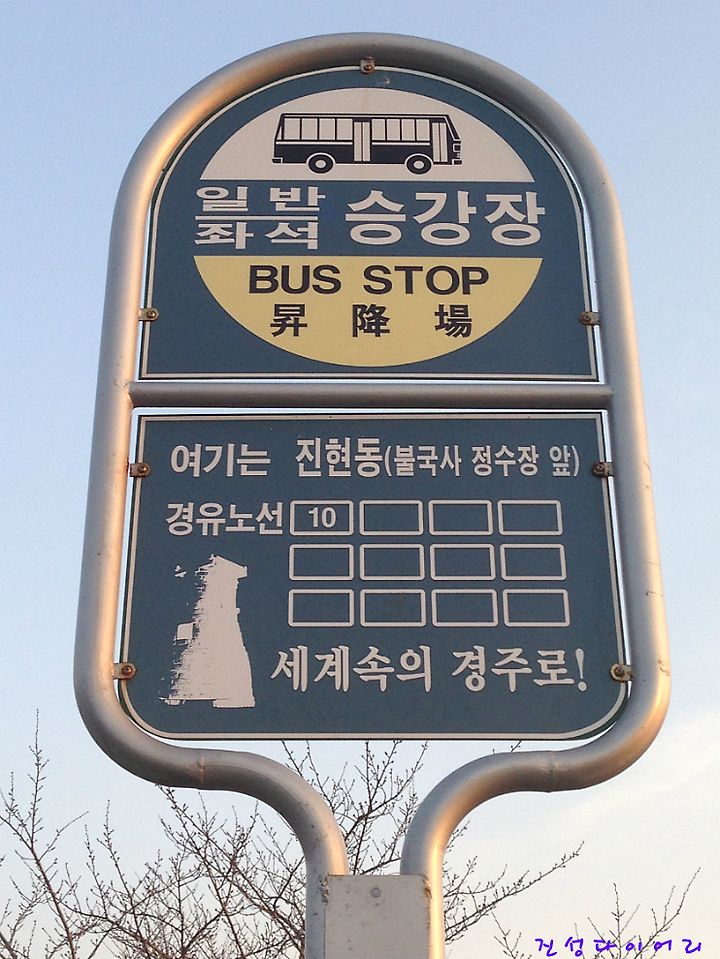 일반
좌석
승강장
BUS STOP
昇 降 場
여기는 진현동(불국사 정수장 앞)
경유노선 10
세계속의 경주로!
건성다이어리